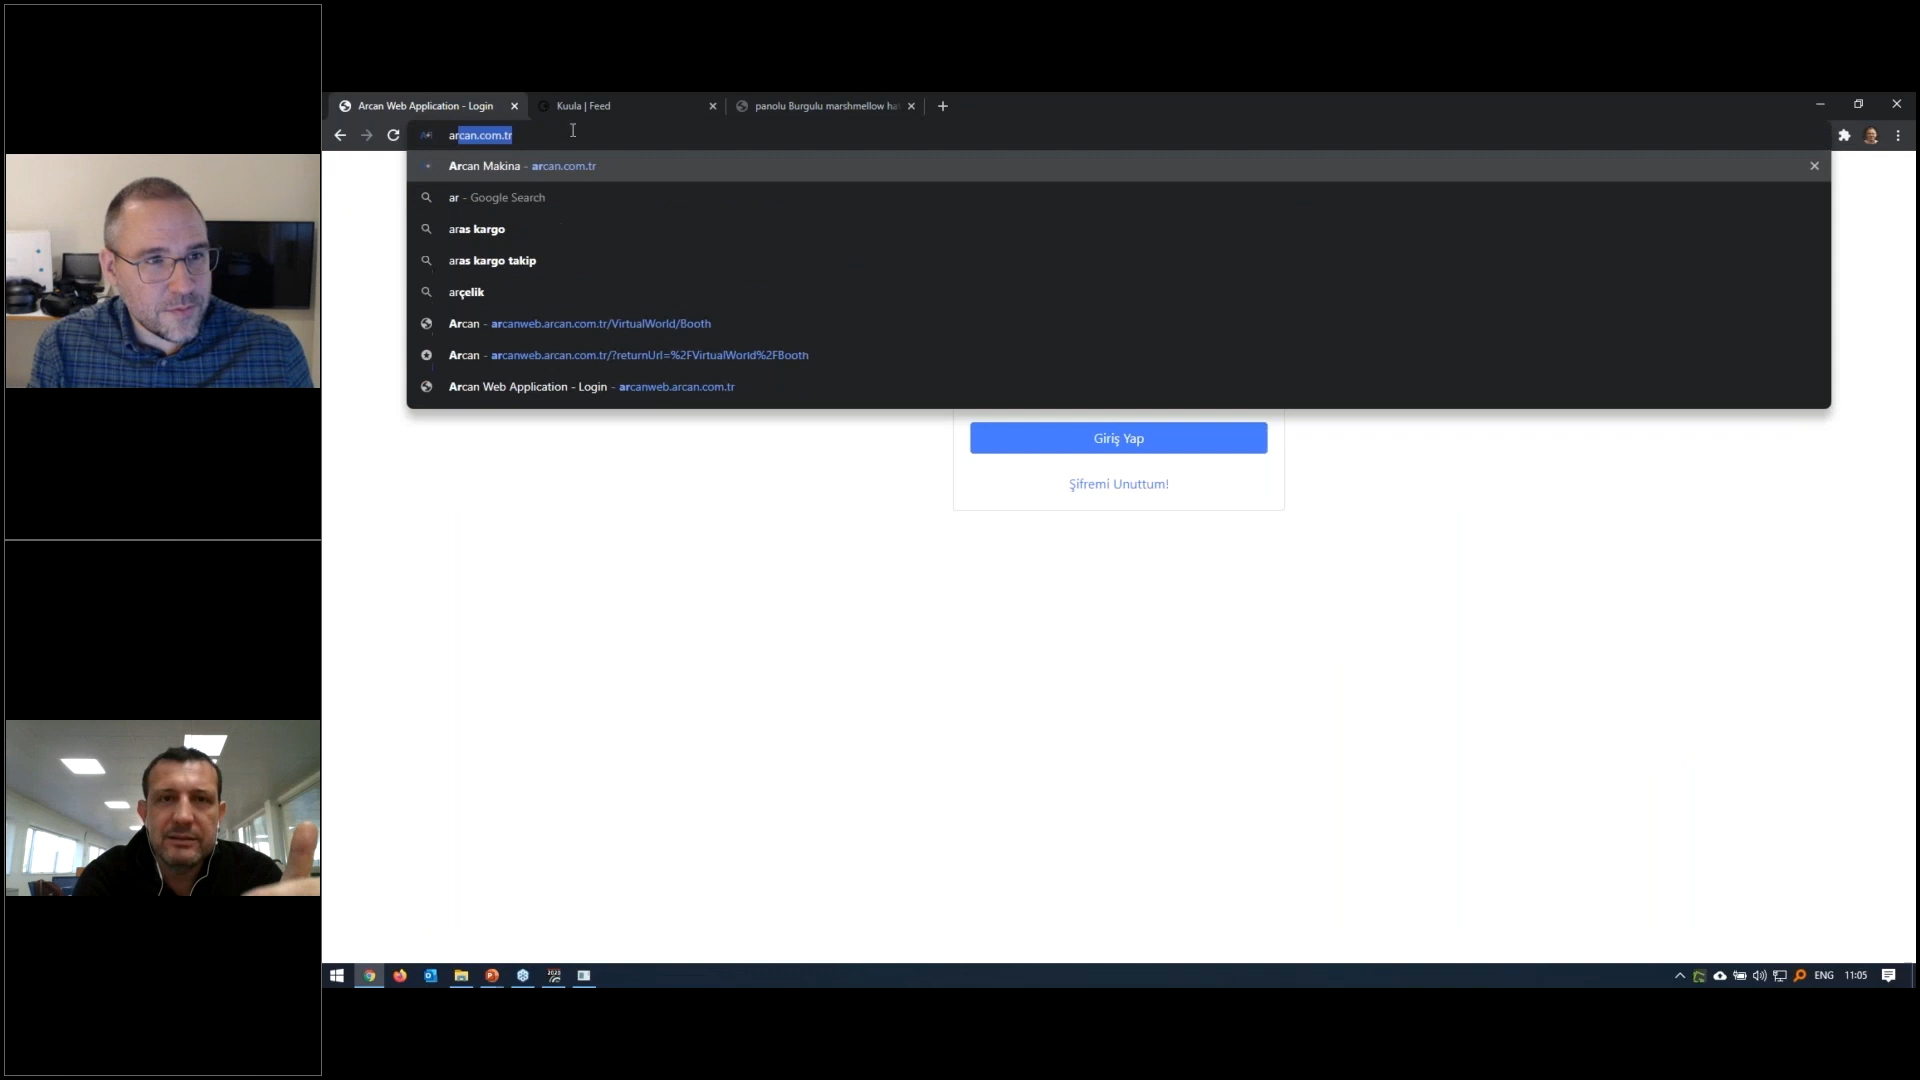 Arcan Web Application - Login
Kuula | Feed
panolu Burgulu marshmellow hat
arcan.com.tr
Arcan Makina - arcan.com.tr
ar - Google Search
aras kargo
aras kargo takip
arçelik
Arcan - arcanweb.arcan.com.tr/VirtualWorld/Booth
Arcan - arcanweb.arcan.com.tr/?returnUrl=%2FVirtualWorld%2FBooth
Arcan Web Application - Login - arcanweb.arcan.com.tr
Giriş Yap
Şifremi Unuttum!
ENG 11:05